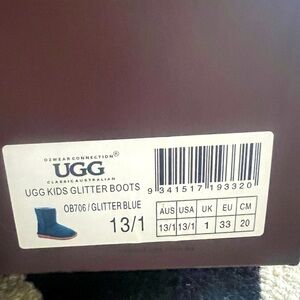 OZWEAR CONNECTION®
UGG
CLASSIC AUSTRALIAN
UGG KIDS GLITTER BOOTS
9 341517 193320
OB706 / GLITTER BLUE
13/1
AUS USA UK EU CM
13/1 13/1 1 33 20